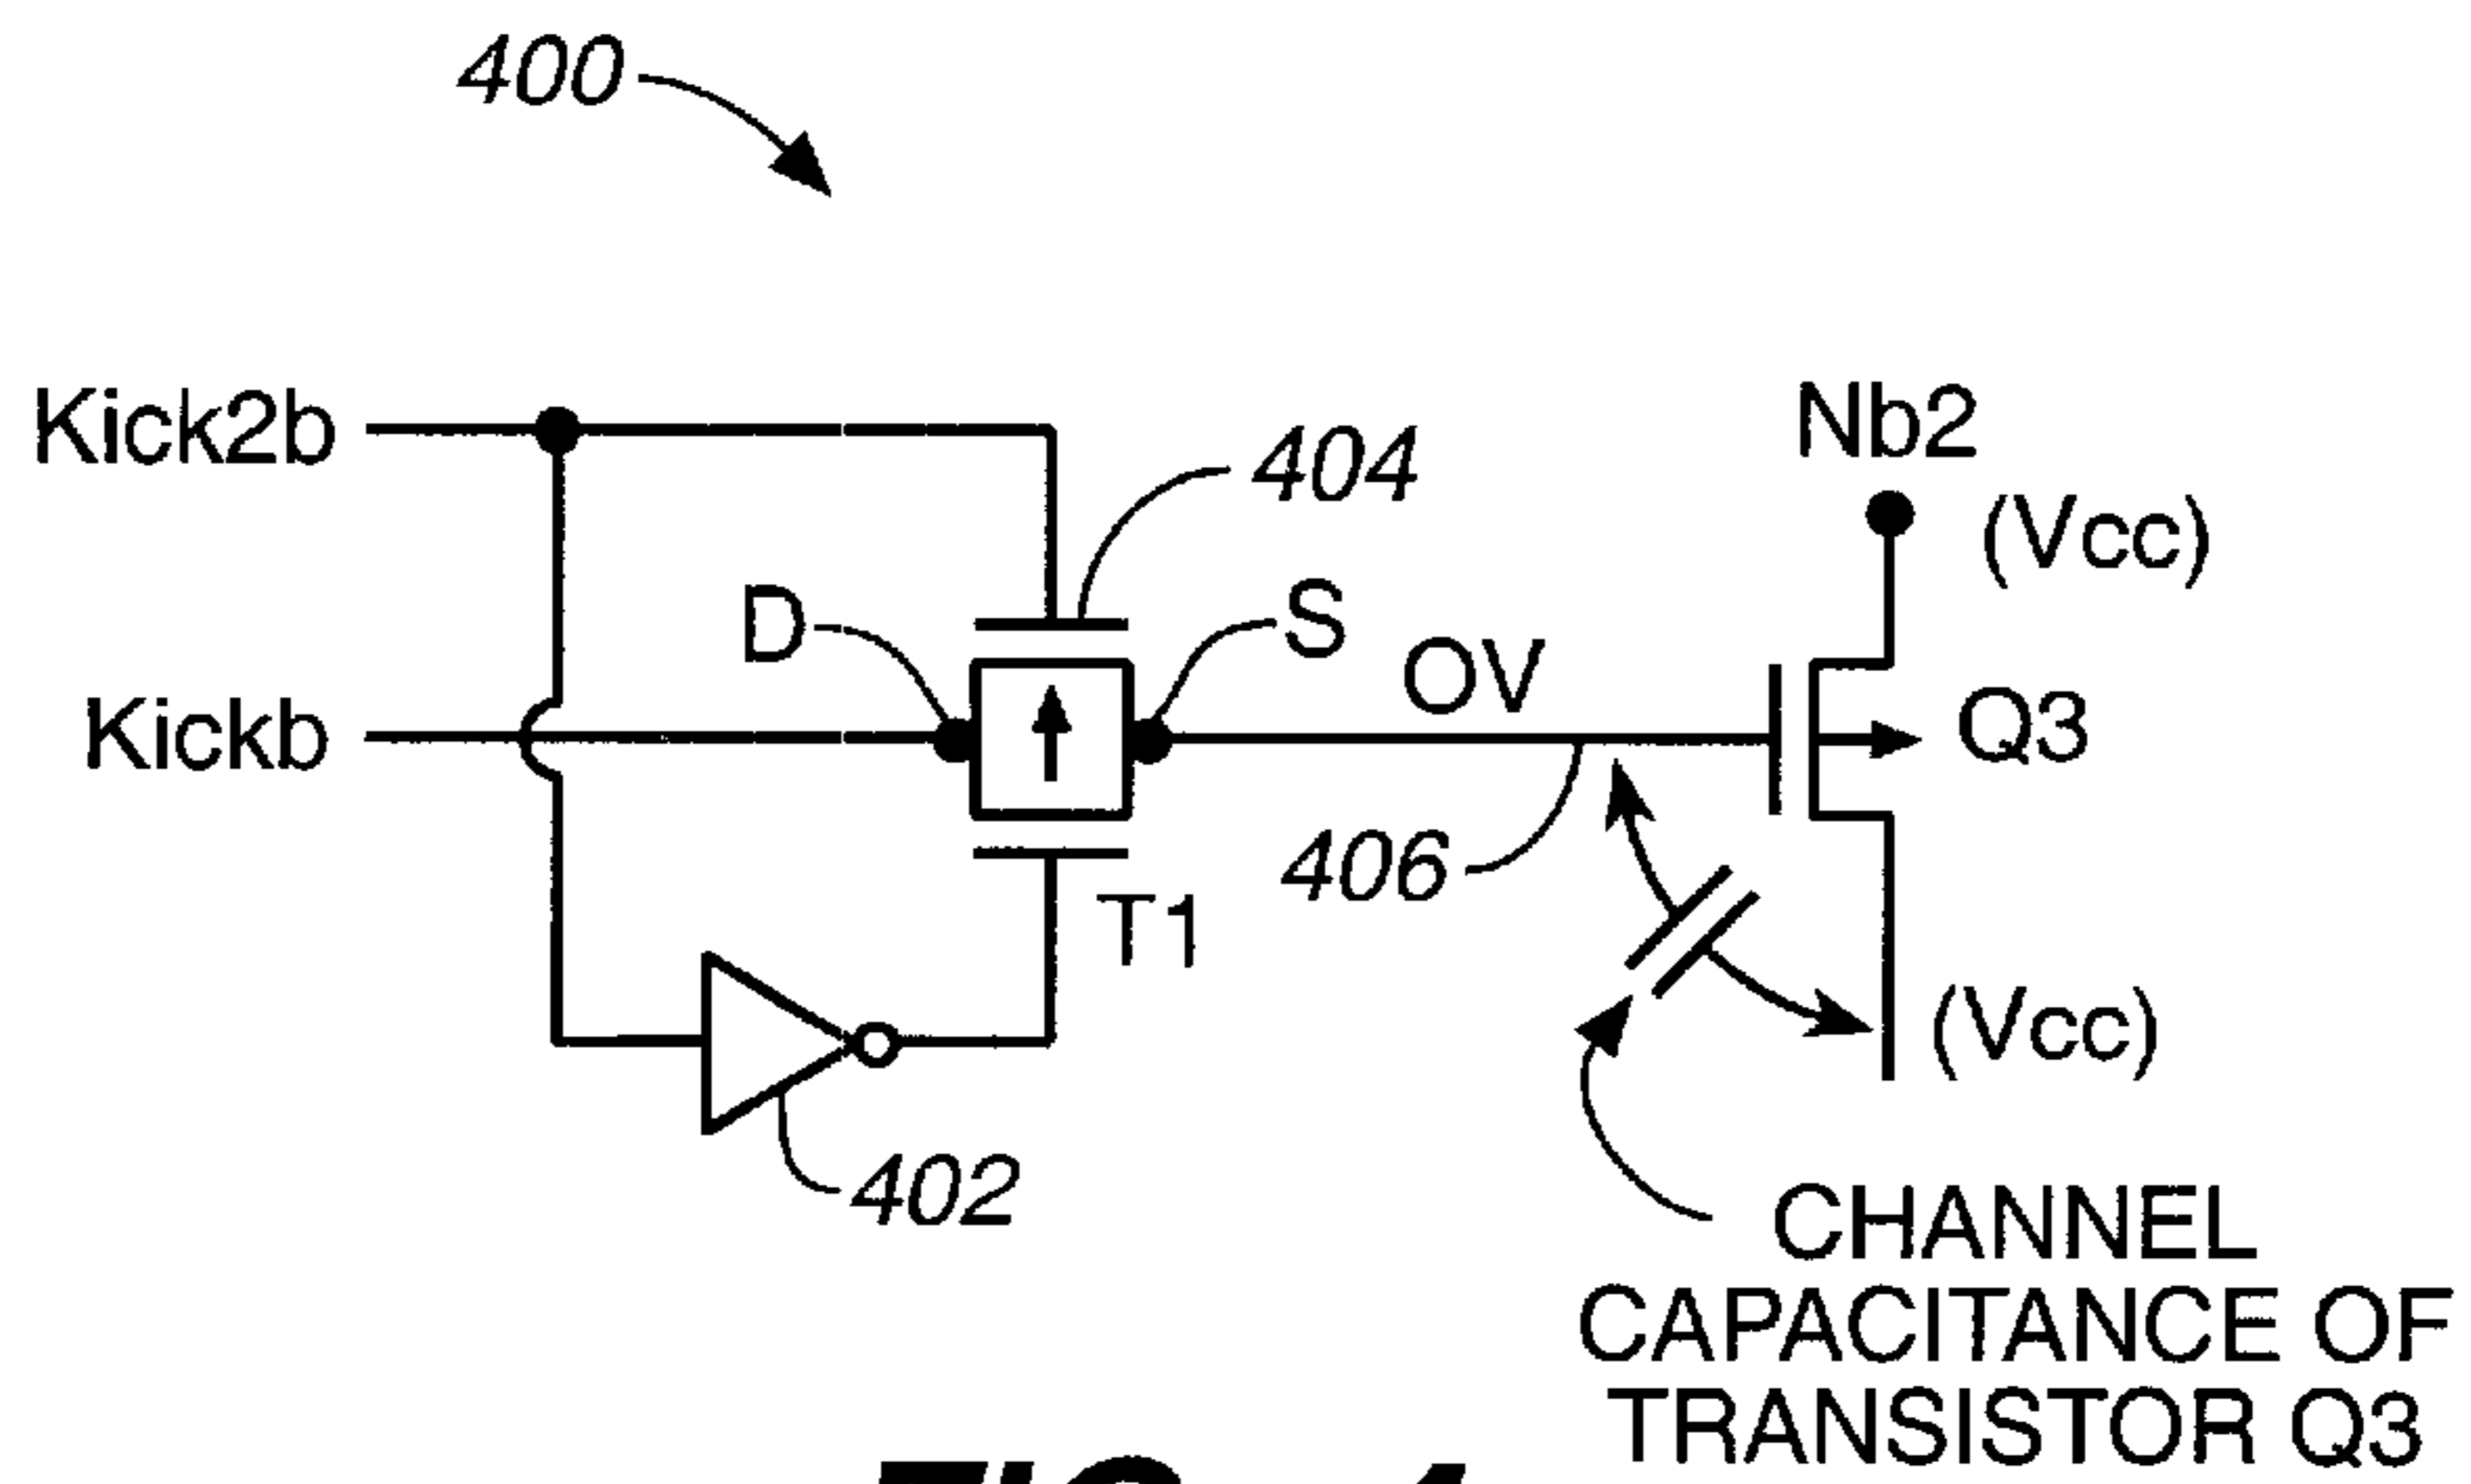 400
Kick2b
404
Nb2
(Vcc)
D
S
OV
Kickb
Q3
406
T1
(Vcc)
402
CHANNEL
CAPACITANCE OF
TRANSISTOR Q3